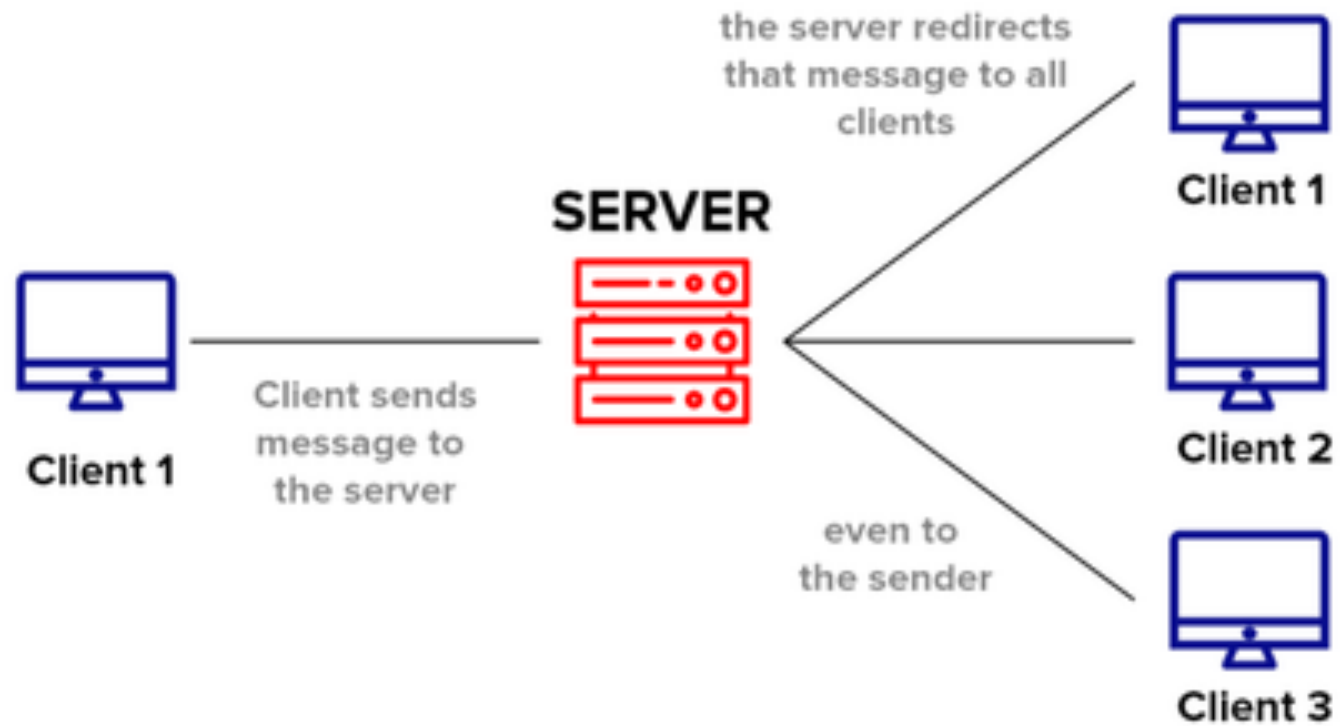 the server redirects
that message to all
clients
Client 1
SERVER
Client 1
Client sends
message to
the server
Client 2
even to
the sender
Client 3